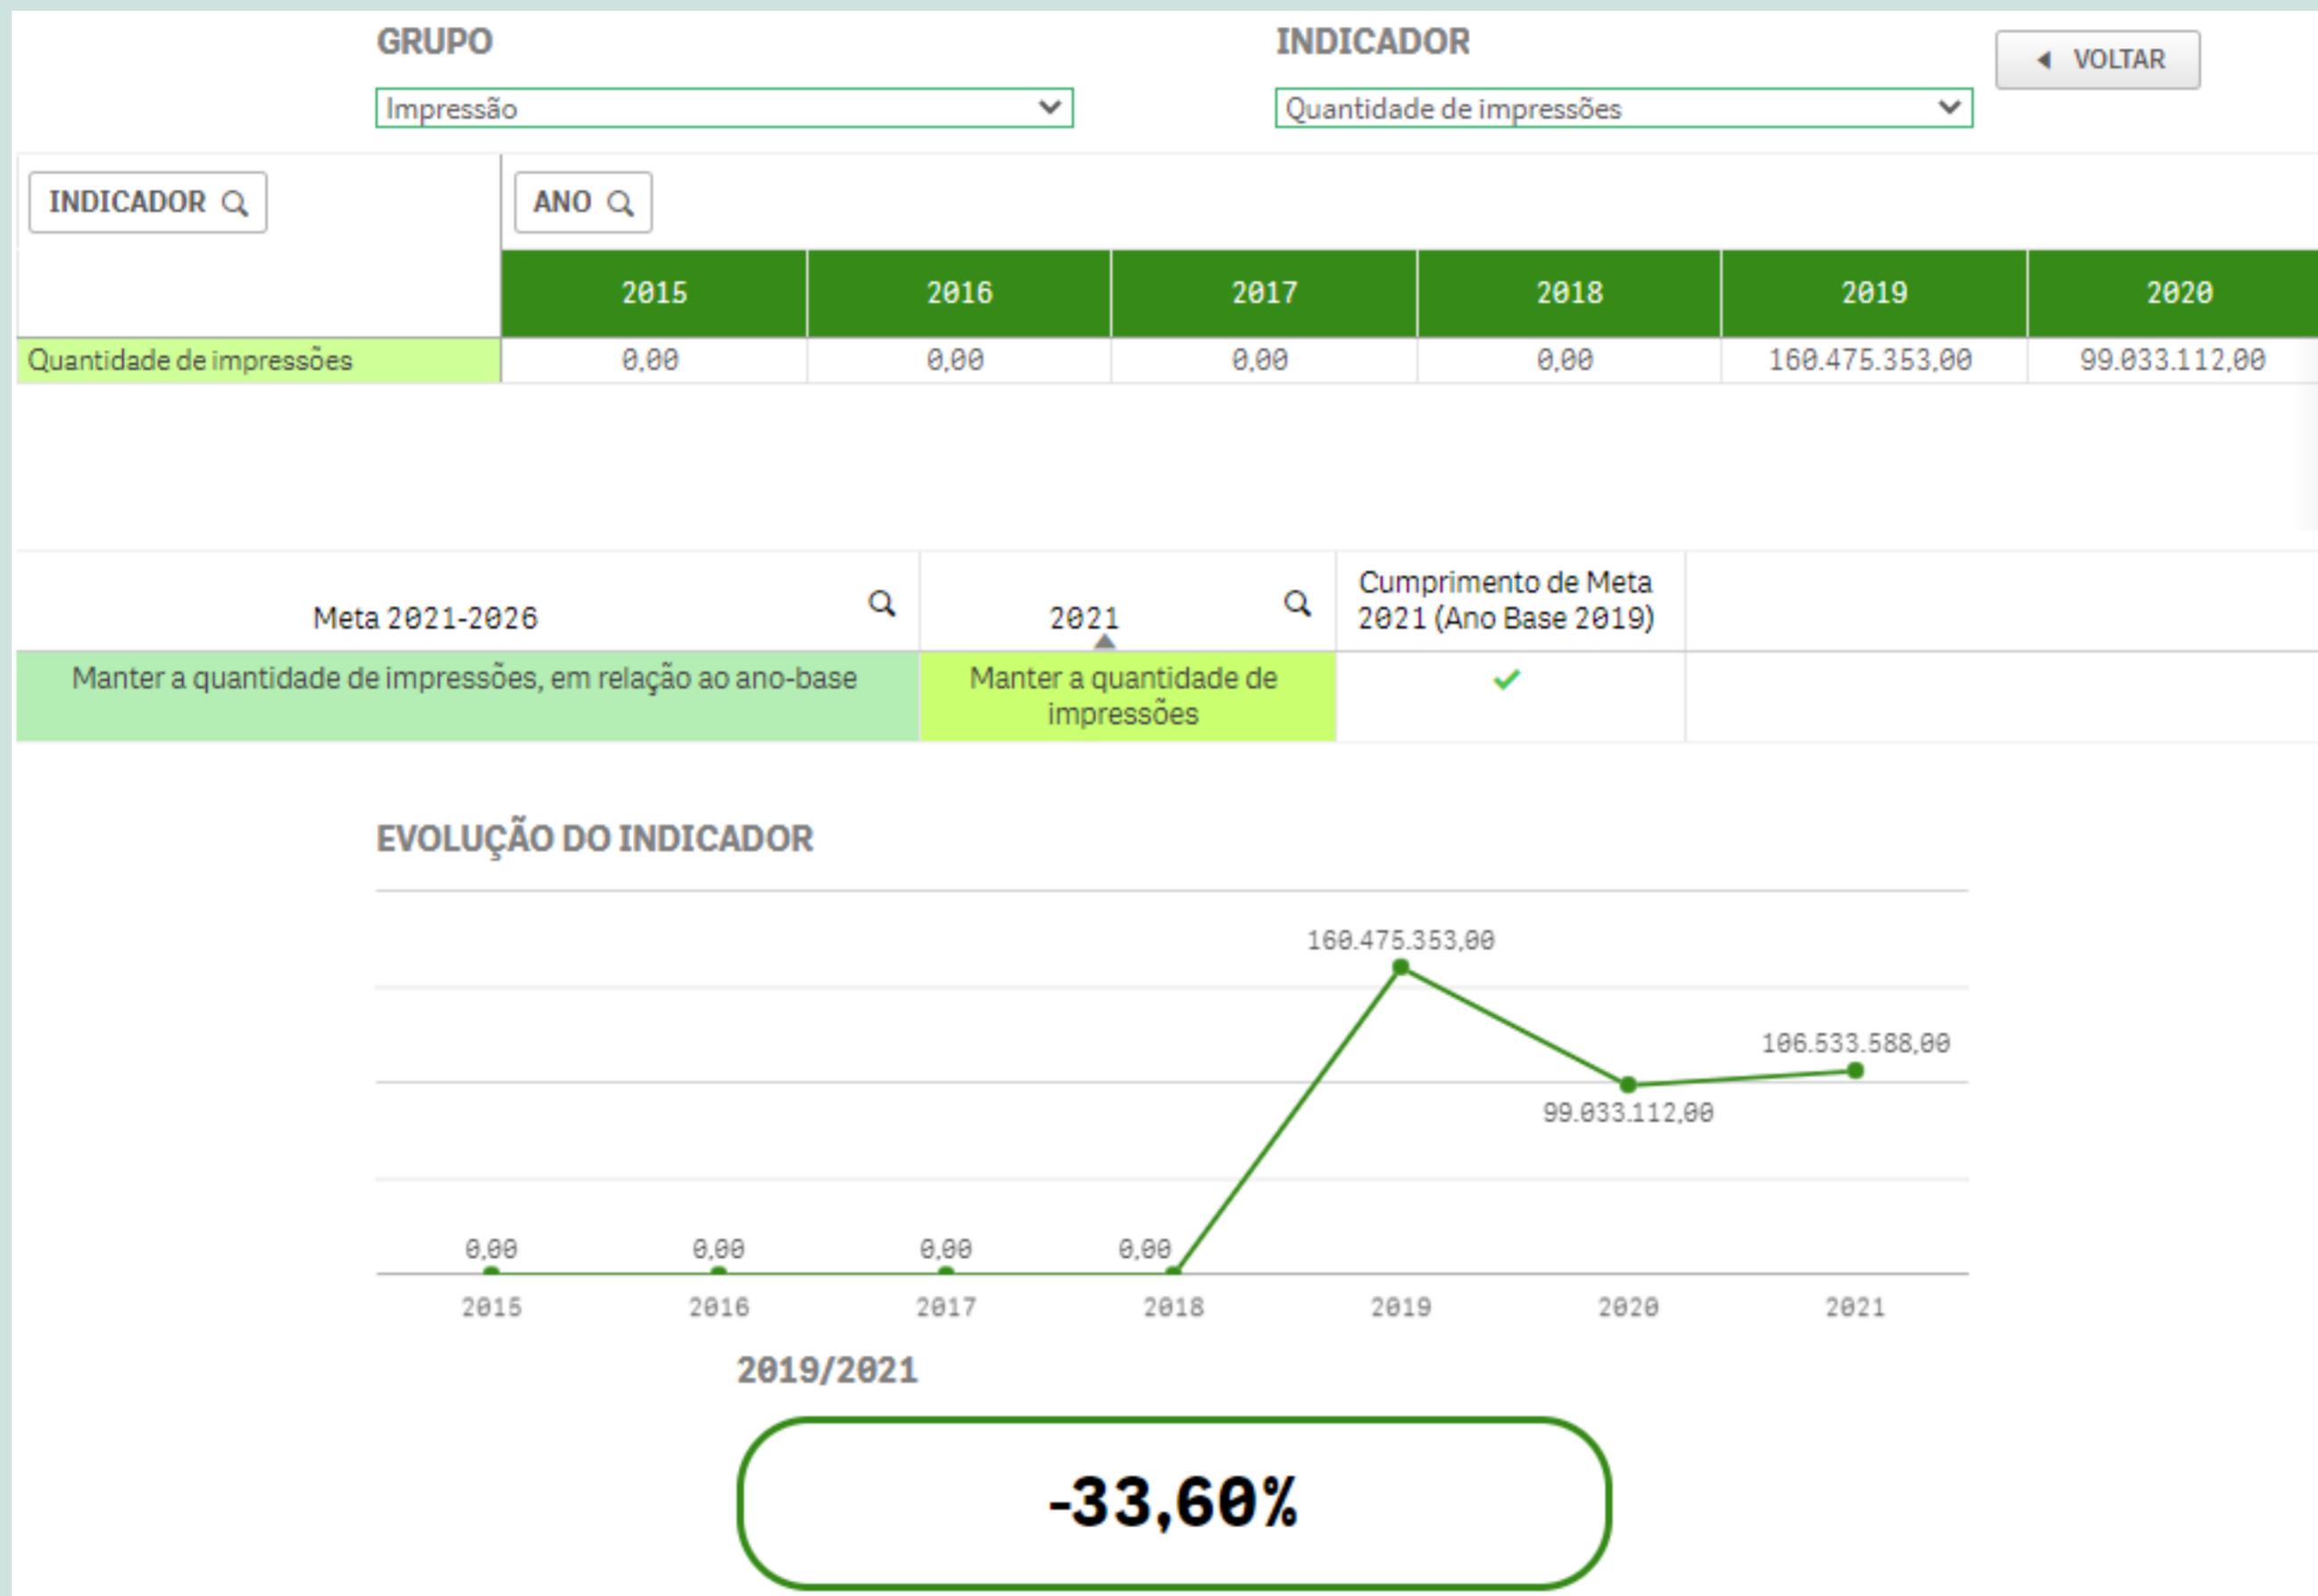 GRUPO
INDICADOR
VOLTAR
Impressão
Quantidade de impressões
INDICADOR
ANO
2015 2016 2017 2018 2019 2020
Quantidade de impressões 0,00 0,00 0,00 0,00 160.475.353,00 99.033.112,00
Meta 2021-2026
2021
Cumprimento de Meta
2021 (Ano Base 2019)
Manter a quantidade de impressões, em relação ao ano-base
Manter a quantidade de
impressões
EVOLUÇÃO DO INDICADOR
160.475.353,00
106.533.588,00
99.033.112,00
0,00 0,00 0,00 0,00
2015 2016 2017 2018 2019 2020 2021
2019/2021
-33,60%